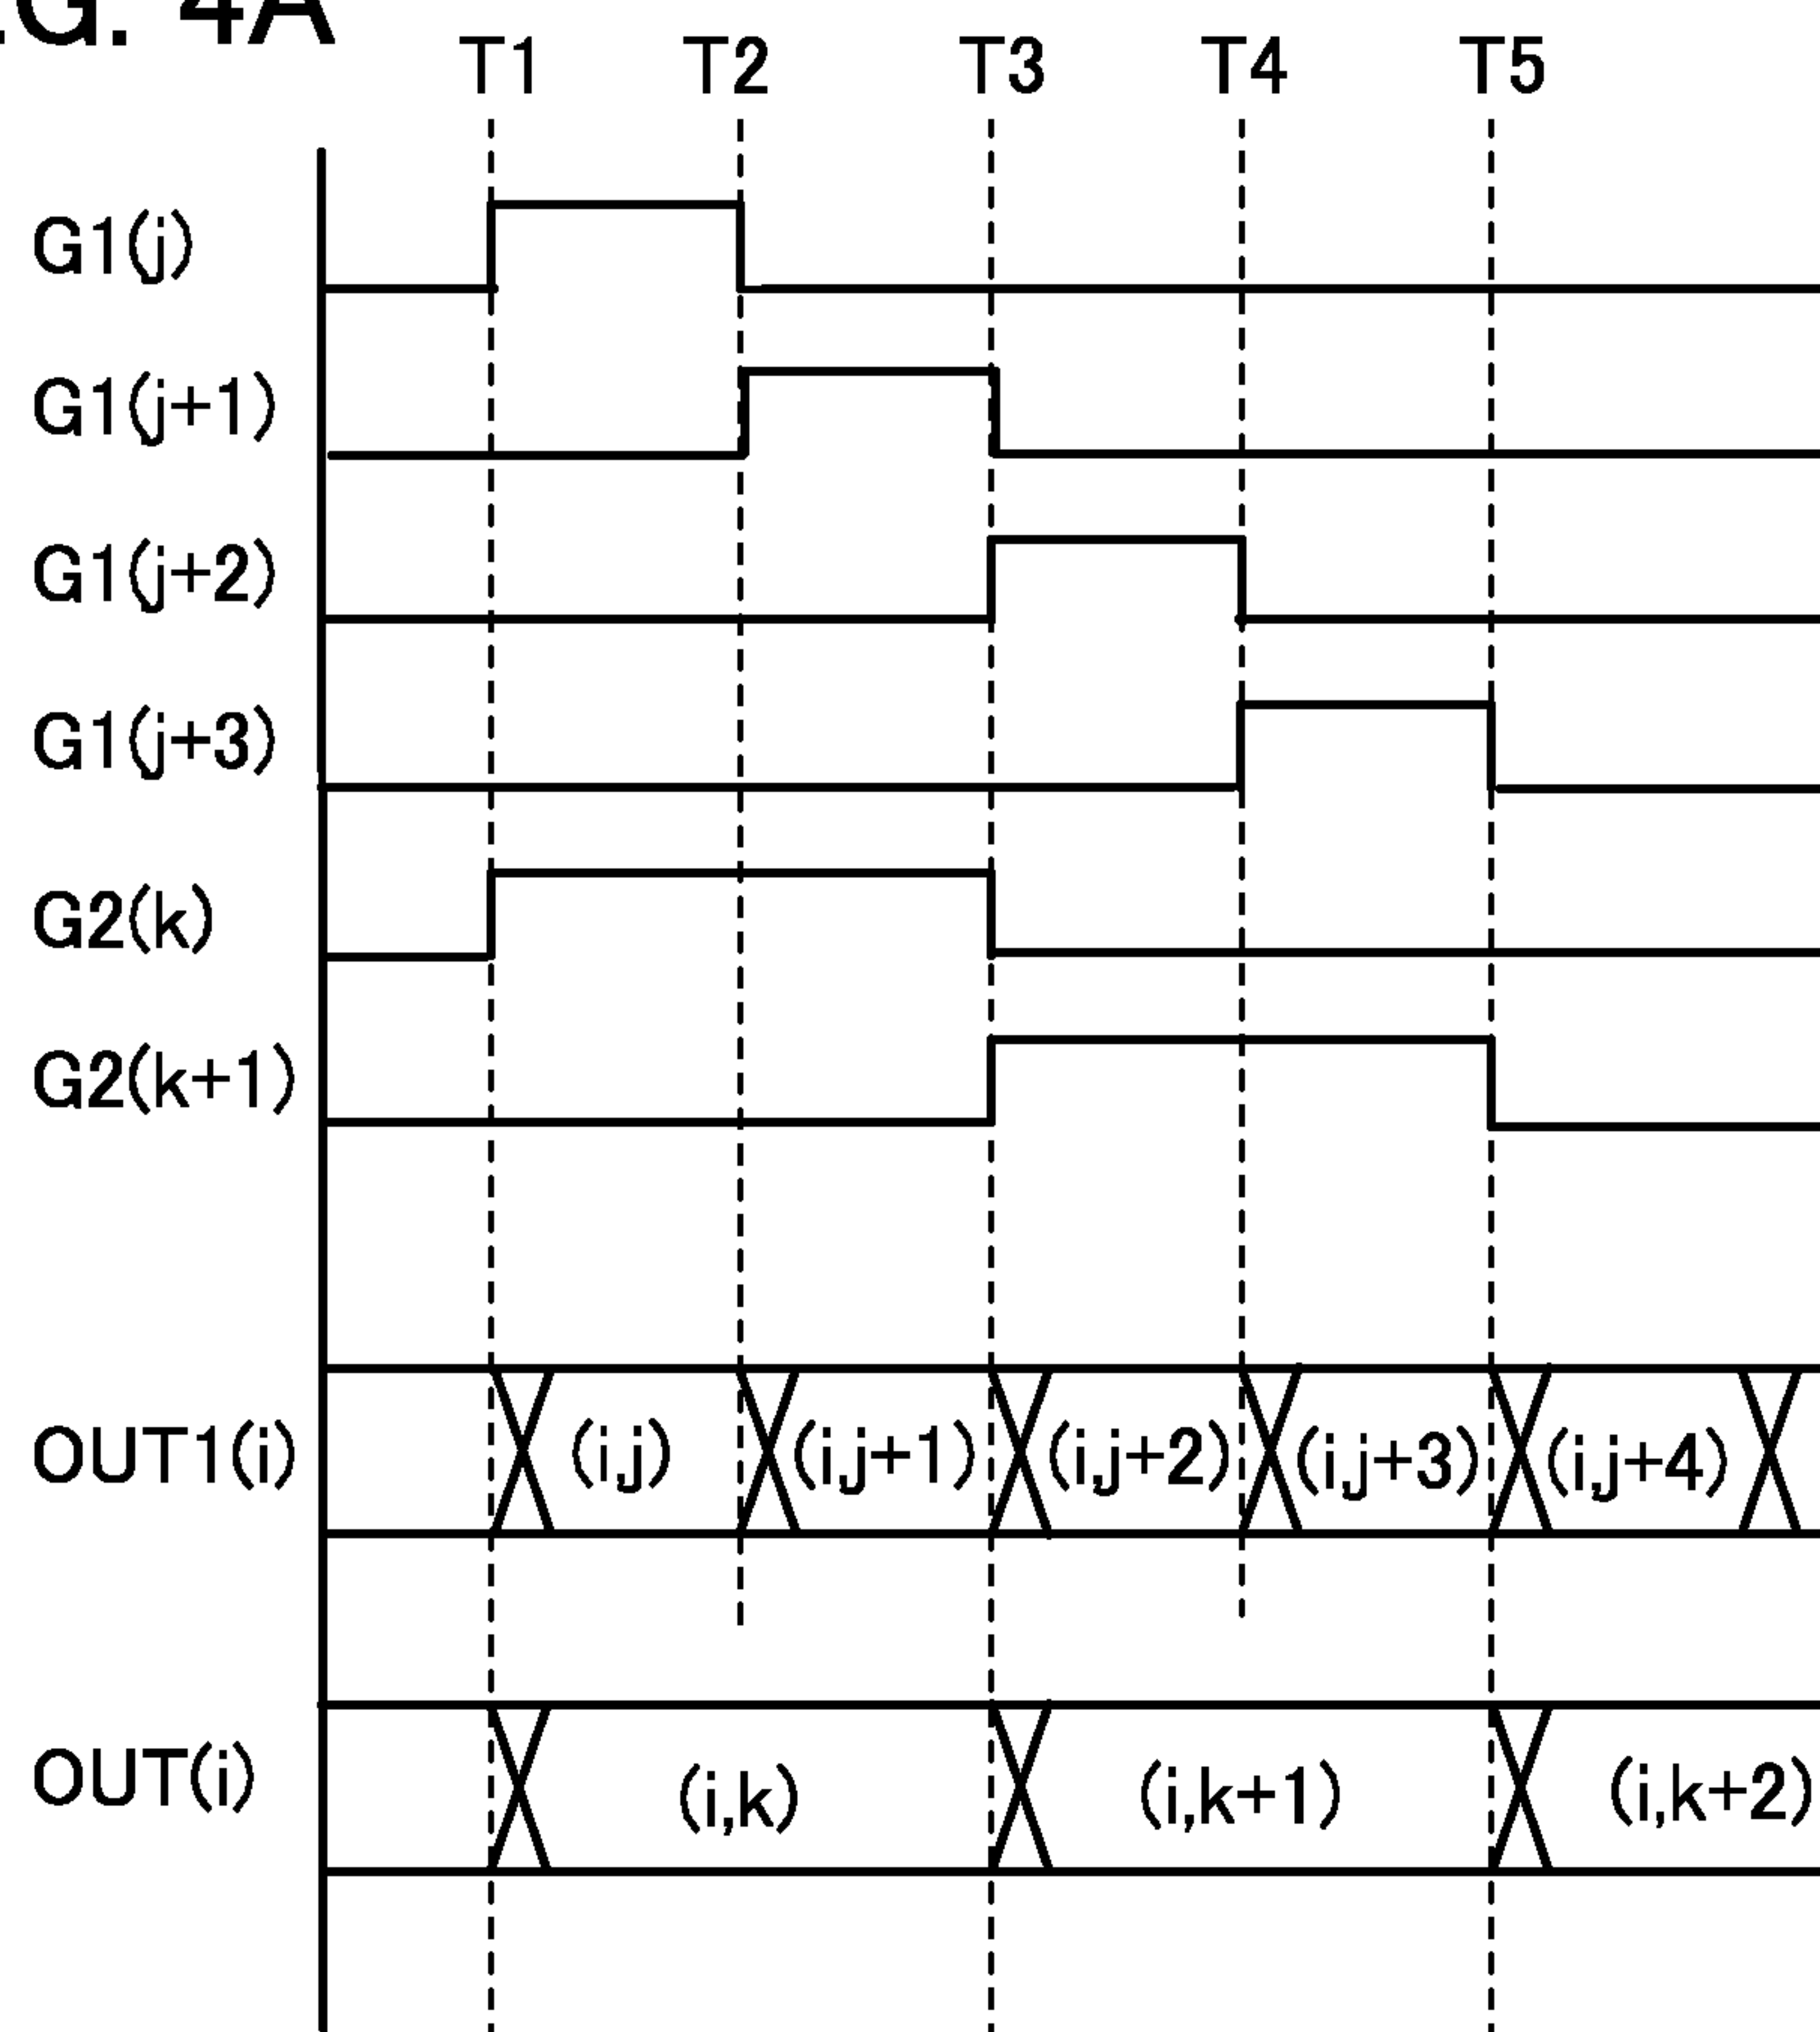 G. 4A
T1 T2 T3 T4 T5
G1(j)
G1(j+1)
G1(j+2)
G1(j+3)
G2(k)
G2(k+1)
OUT1(i) (i,j) (i,j+1) (i,j+2) (i,j+3) (i,j+4)
OUT(i) (i,k) (i,k+1) (i,k+2)